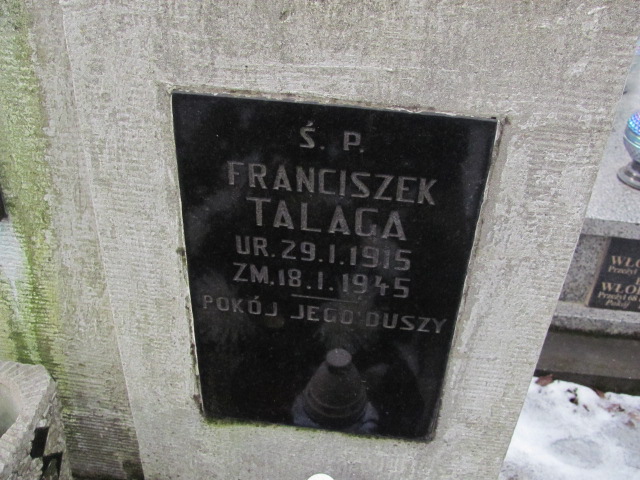 Ś. P.
FRANCISZEK
TALAGA
UR. 29.1.1915
ZM. 18.1.1945
POKÓJ JEGO DUSZY